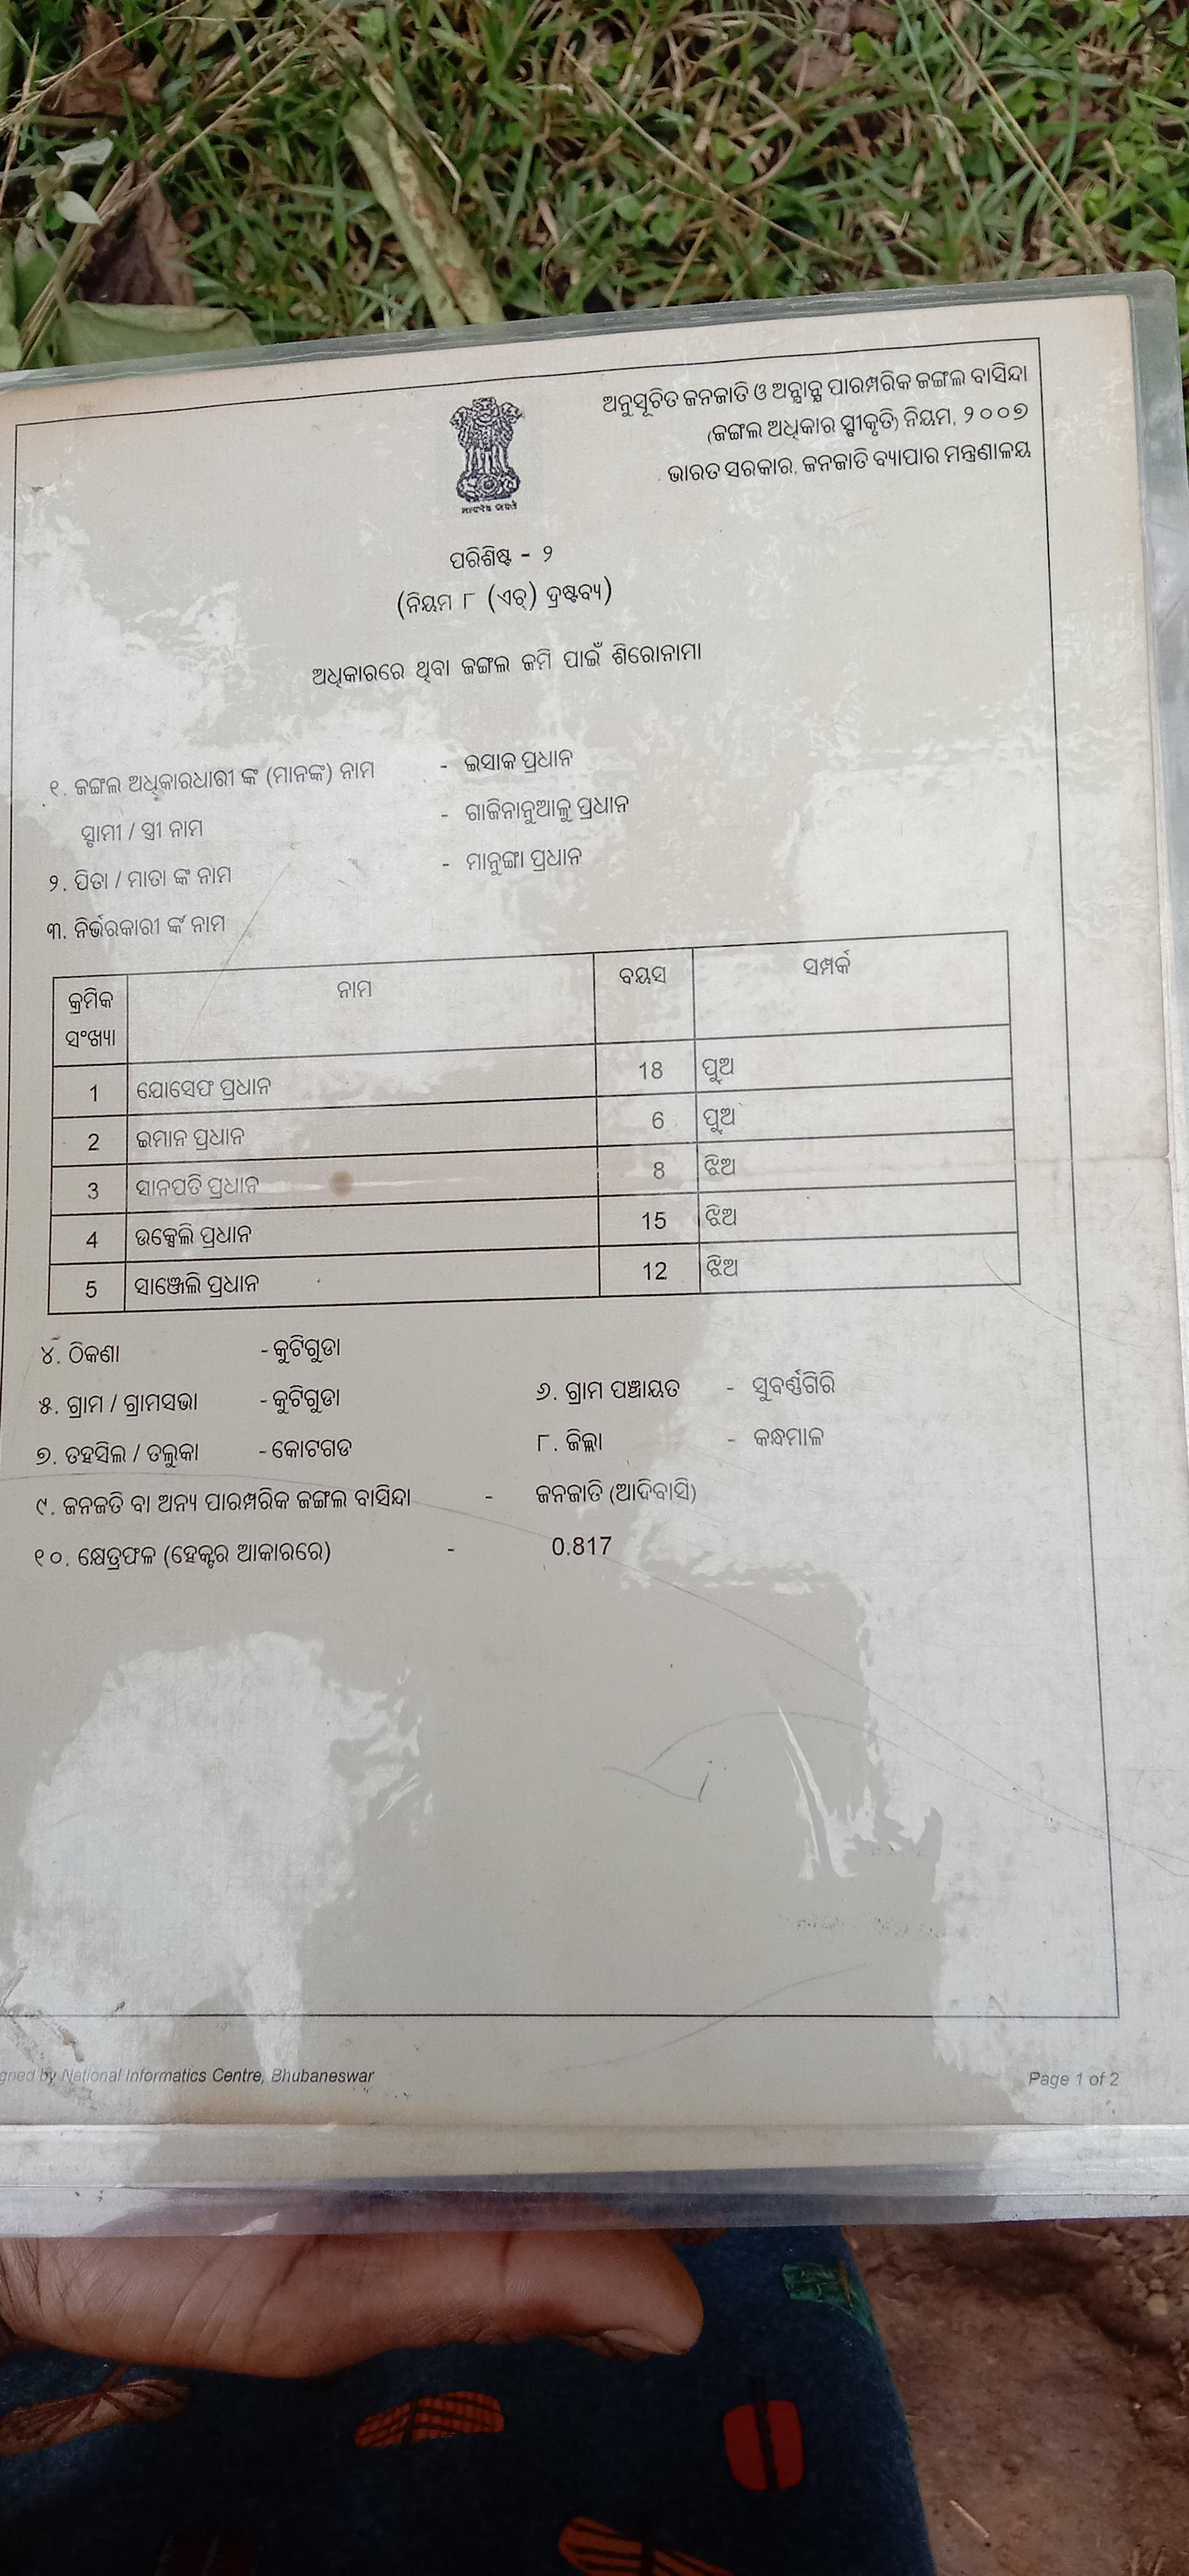 ଅନୁସୂଚିତ ଜନଜାତି ଓ ଅନ୍ଯାନ୍ଯ ପାରମ୍ପରିକ ଜଙ୍ଗଲ ବାସିନ୍ଦା
(ଜଙ୍ଗଲ ଅଧିକାର ସ୍ବୀକୃତି) ନିୟମ, ୨୦୦୭
ଭାରତ ସରକାର, ଜନଜାତି ବ୍ୟାପାର ମନ୍ତ୍ରଣାଳୟ
सत्यमेव जयते
ପରିଶିଷ୍ଟ - ୨
(ନିୟମ ୮ (ଏଚ୍) ଦ୍ରଷ୍ଟବ୍ୟ)
ଅଧିକାରରେ ଥିବା ଜଙ୍ଗଲ ଜମି ପାଇଁ ଶିରୋନାମା
୧. ଜଙ୍ଗଲ ଅଧିକାରଧାରୀ ଙ୍କ (ମାନଙ୍କ) ନାମ - ଇସାକ ପ୍ରଧାନ
ସ୍ବାମୀ / ସ୍ତ୍ରୀ ନାମ - ଗାଜିନାନୁଆଳୁ ପ୍ରଧାନ
୨. ପିତା / ମାତା ଙ୍କ ନାମ - ମାନୁଙ୍ଗା ପ୍ରଧାନ
୩. ନିର୍ଭରକାରୀ ଙ୍କ ନାମ
କ୍ରମିକ ସଂଖ୍ୟା ନାମ ବୟସ ସମ୍ପର୍କ
1 ଯୋସେଫ ପ୍ରଧାନ 18 ପୁଅ
2 ଇମାନ ପ୍ରଧାନ 6 ପୁଅ
3 ସାନପତି ପ୍ରଧାନ 8 ଝିଅ
4 ପ୍ରଧାନ 15 ଝିଅ
5 ସାଞ୍ଜେଲି ପ୍ରଧାନ 12 ଝିଅ
୪. ଠିକଣା - କୁଟିଗୁଡା
୫. ଗ୍ରାମ / ଗ୍ରାମସଭା - କୁଟିଗୁଡା ୬. ଗ୍ରାମ ପଞ୍ଚାୟତ - ସୁବର୍ଣ୍ଣଗିରି
୭. ତହସିଲ / ତଲୁକା - କୋଟଗଡ ୮. ଜିଲ୍ଲା - କନ୍ଧମାଳ
୯. ଜନଜତି ବା ଅନ୍ୟ ପାରମ୍ପରିକ ଜଙ୍ଗଲ ବାସିନ୍ଦା - ଜନଜାତି (ଆଦିବାସି)
୧୦. କ୍ଷେତ୍ରଫଳ (ହେକ୍ଟର ଆକାରରେ) - 0.817
by National Informatics Centre, Bhubaneswar
Page 1 of 2